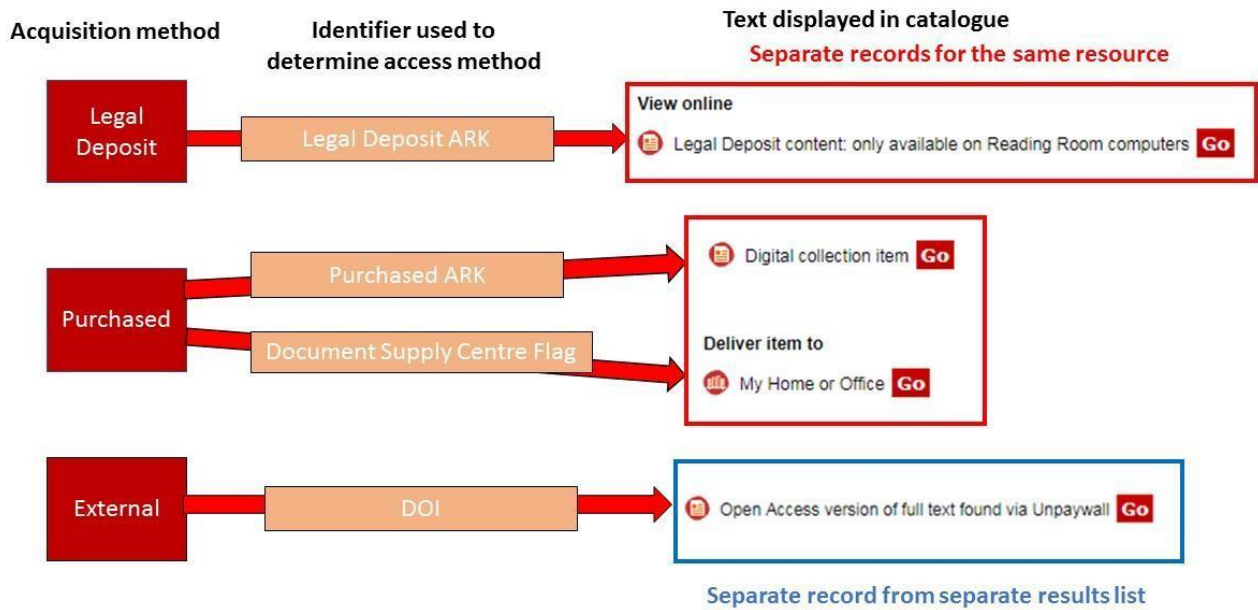 Acquisition method
Identifier used to
determine access method
Text displayed in catalogue
Separate records for the same resource
Legal
Deposit
Legal Deposit ARK
View online
Legal Deposit content: only available on Reading Room computers Go
Purchased
Purchased ARK
Document Supply Centre Flag
Digital collection item Go
Deliver item to
My Home or Office Go
External
DOI
Open Access version of full text found via Unpaywall Go
Separate record from separate results list